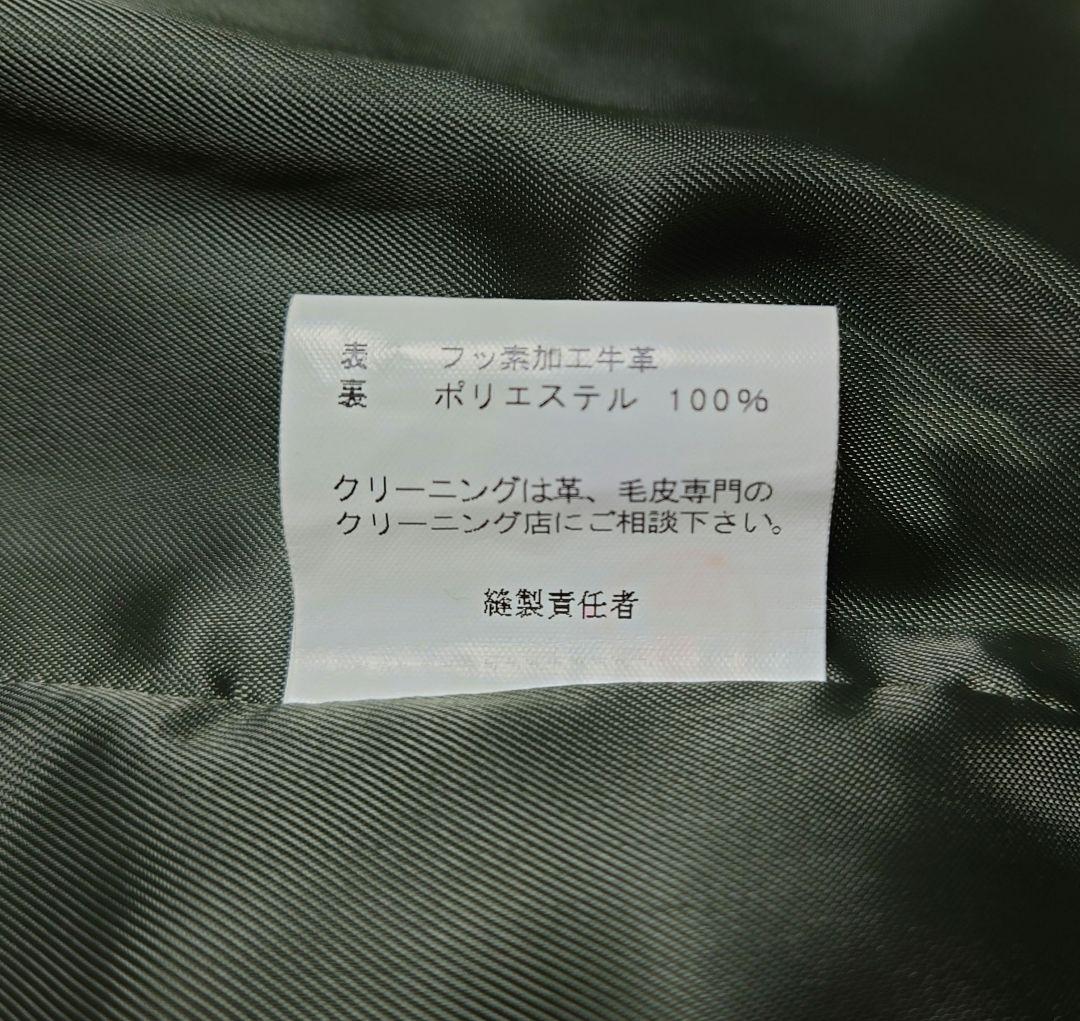 表 フッ素加工牛革
裏 ポリエステル 100%
クリーニングは革、毛皮専門の
クリーニング店にご相談下さい。
縫製責任者